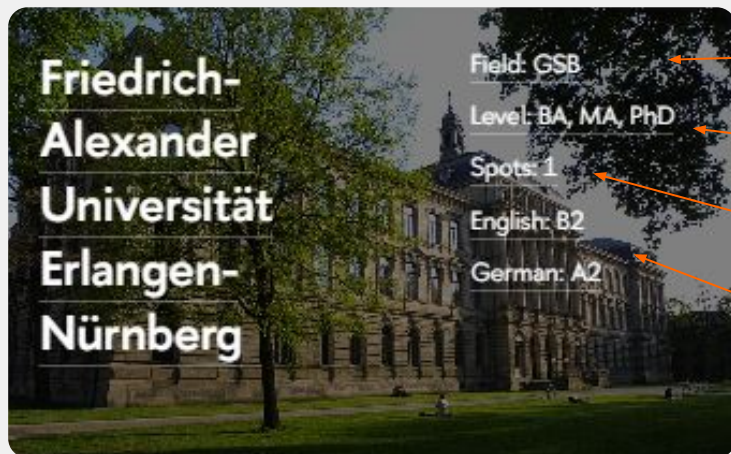 Friedrich-
Alexander
Universität
Erlangen-
Nürnberg
Field: GSB
Level: BA, MA, PhD
Spots: 1
English: B2
German: A2